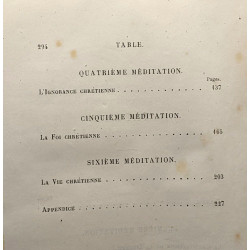 294 TABLE.
QUATRIÈME MÉDITATION.
Pages.
L'Ignorance chrétienne . . . . . . . . . . . . 137
CINQUIÈME MÉDITATION.
La Foi chrétienne . . . . . . . . . . . . . . 165
SIXIÈME MÉDITATION.
La Vie chrétienne . . . . . . . . . . . . . . 203
Appendice . . . . . . . . . . . . . . . . . 227